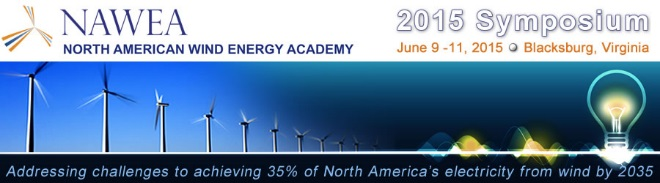 NAWEA
NORTH AMERICAN WIND ENERGY ACADEMY
2015 Symposium
June 9 -11, 2015 Blacksburg, Virginia
Addressing challenges to achieving 35% of North America's electricity from wind by 2035